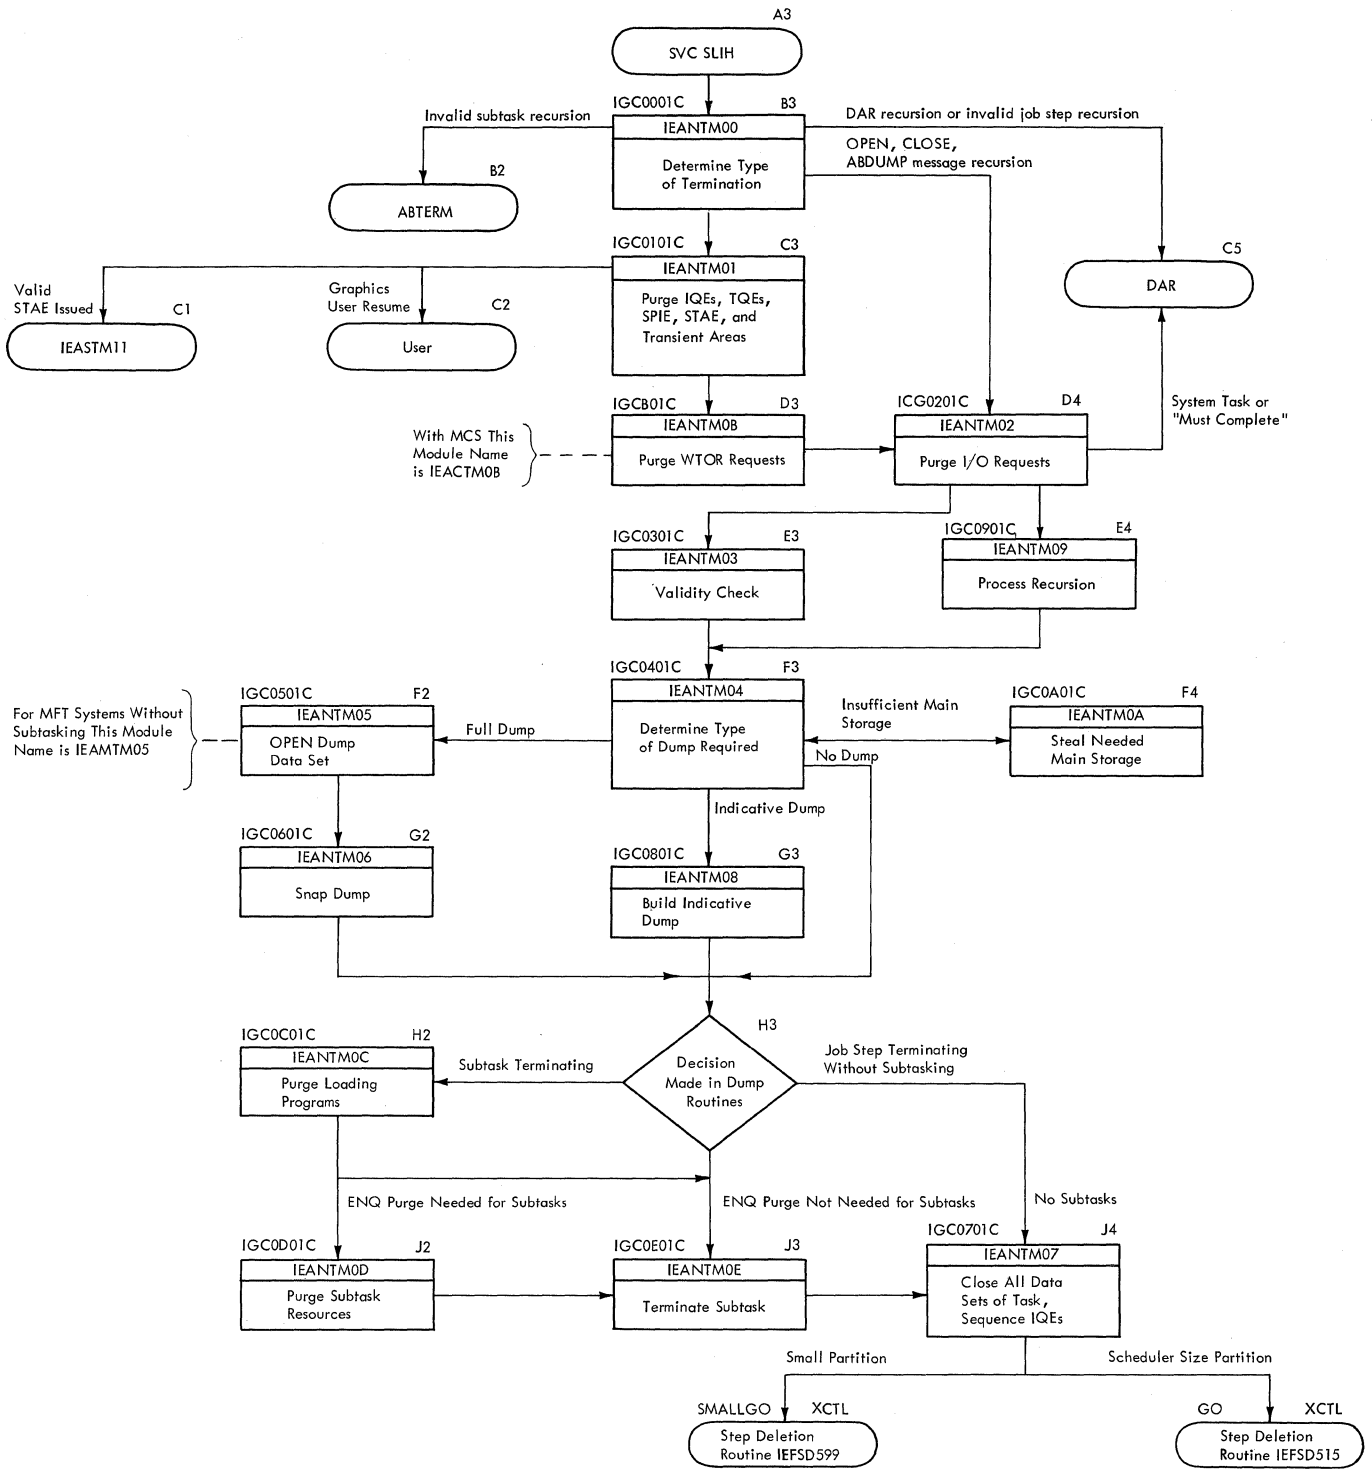 A3
SVC SLIH
IGC0001C
B3
IEANTM00
Determine Type
of Termination
Invalid subtask recursion
DAR recursion or invalid job step recursion
OPEN, CLOSE,
ABDUMP message recursion
B2
ABTERM
IGC0101C
C3
IEANTM01
Purge IQEs, TQEs,
SPIE, STAE, and
Transient Areas
C5
DAR
Valid
STAE Issued
C1
IEASTM11
Graphics
User Resume
C2
User
IGCB01C
D3
IEANTM0B
Purge WTOR Requests
With MCS This
Module Name
is IEACTM0B
ICG0201C
D4
IEANTM02
Purge I/O Requests
System Task or
"Must Complete"
IGC0301C
E3
IEANTM03
Validity Check
IGC0901C
E4
IEANTM09
Process Recursion
IGC0401C
F3
IEANTM04
Determine Type
of Dump Required
Insufficient Main
Storage
No Dump
IGC0A01C
F4
IEANTM0A
Steal Needed
Main Storage
Full Dump
IGC0501C
F2
IEANTM05
OPEN Dump
Data Set
For MFT Systems Without
Subtasking This Module
Name is IEAMTM05
Indicative Dump
IGC0601C
G2
IEANTM06
Snap Dump
IGC0801C
G3
IEANTM08
Build Indicative
Dump
H3
Decision
Made in Dump
Routines
IGC0C01C
H2
IEANTM0C
Purge Loading
Programs
Subtask Terminating
Job Step Terminating
Without Subtasking
ENQ Purge Needed for Subtasks
ENQ Purge Not Needed for Subtasks
No Subtasks
IGC0D01C
J2
IEANTM0D
Purge Subtask
Resources
IGC0E01C
J3
IEANTM0E
Terminate Subtask
IGC0701C
J4
IEANTM07
Close All Data
Sets of Task,
Sequence IQEs
Small Partition
Scheduler Size Partition
SMALLGO
XCTL
Step Deletion
Routine IEFSD599
GO
XCTL
Step Deletion
Routine IEFSD515